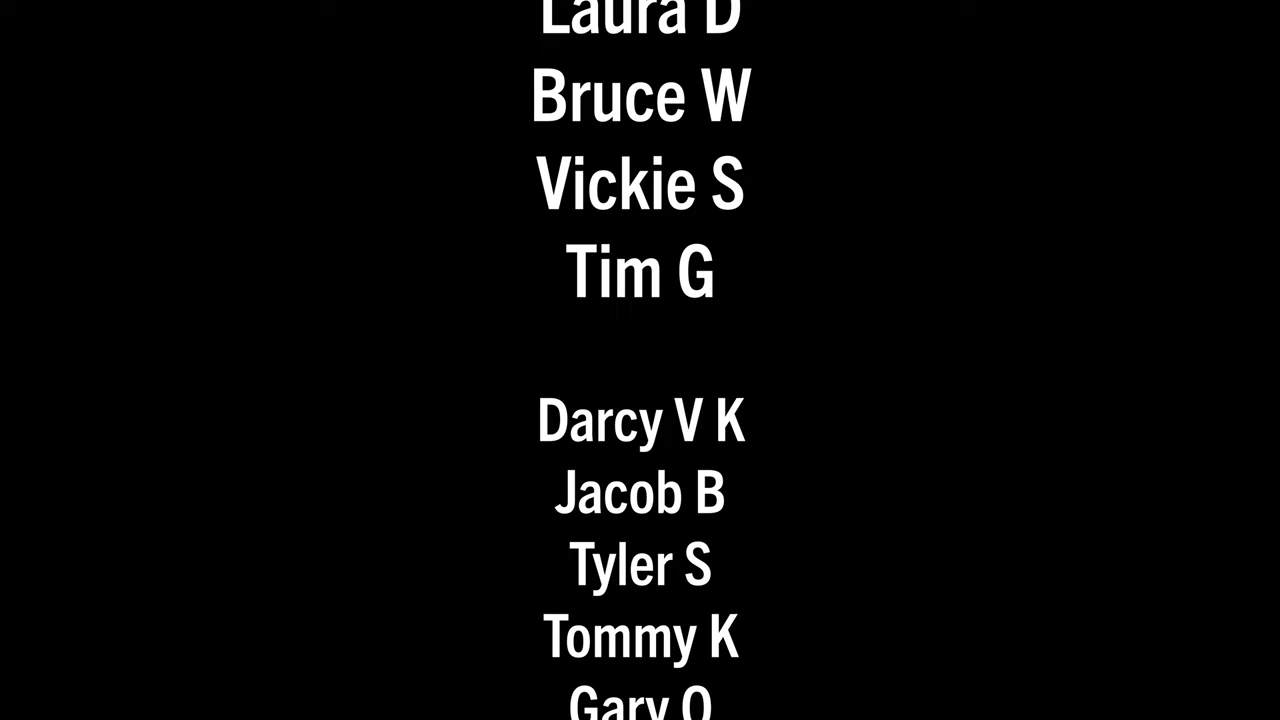 Laura D
Bruce W
Vickie S
Tim G
Darcy V K
Jacob B
Tyler S
Tommy K
Gary